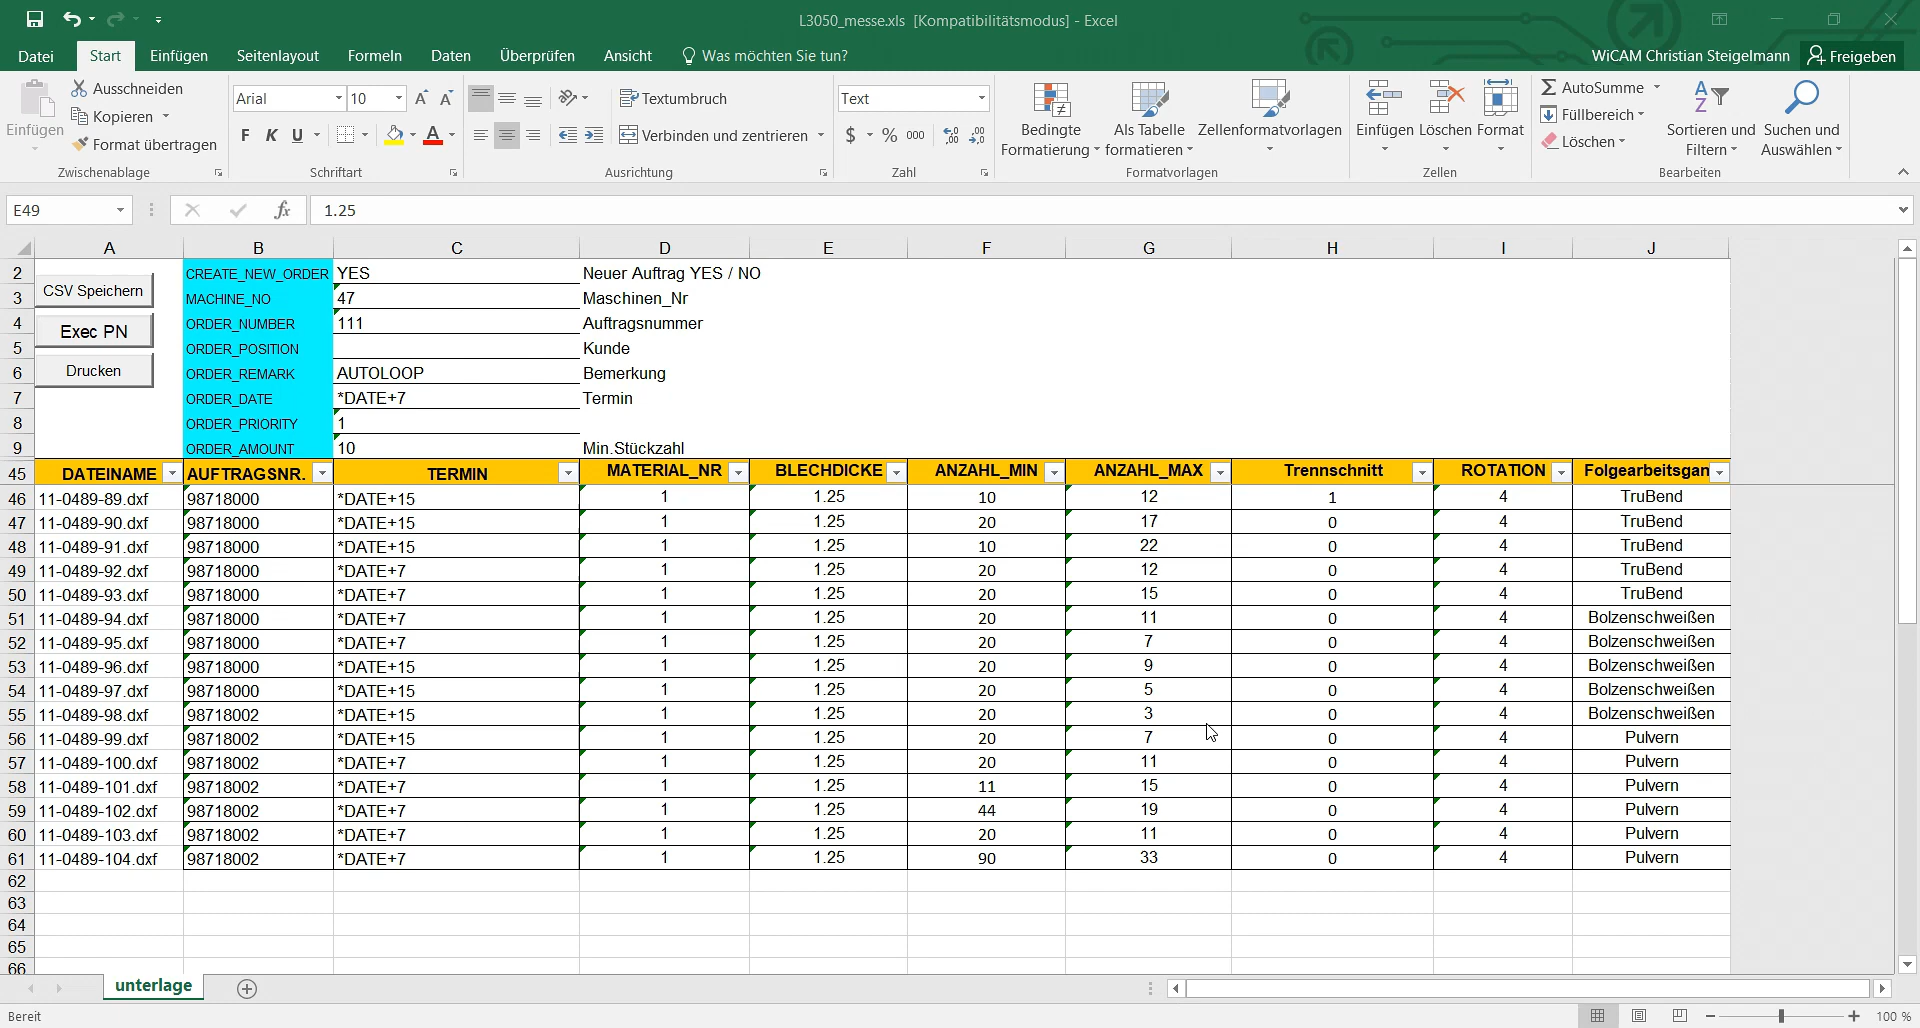 L3050_messe.xls [Kompatibilitätsmodus] - Excel
Datei Start Einfügen Seitenlayout Formeln Daten Überprüfen Ansicht Was möchten Sie tun? WiCAM Christian Steigelmann Freigeben
Einfügen
Ausschneiden
Kopieren
Format übertragen
Zwischenablage
Arial 10
F K U
Schriftart
Textumbruch
Verbinden und zentrieren
Ausrichtung
Text
$ % 000
Zahl
Bedingte Formatierung
Als Tabelle formatieren
Zellenformatvorlagen
Formatvorlagen
Einfügen Löschen Format
Zellen
AutoSumme
Füllbereich
Löschen
Sortieren und Filtern
Suchen und Auswählen
Bearbeiten
E49 fx 1.25
A B C D E F G H I J
2 CREATE_NEW_ORDER YES Neuer Auftrag YES / NO
CSV Speichern
3 MACHINE_NO 47 Maschinen_Nr
4 ORDER_NUMBER 111 Auftragsnummer
Exec PN
5 ORDER_POSITION Kunde
6 ORDER_REMARK AUTOLOOP Bemerkung
Drucken
7 ORDER_DATE *DATE+7 Termin
8 ORDER_PRIORITY 1
9 ORDER_AMOUNT 10 Min.Stückzahl
45 DATEINAME AUFTRAGSNR. TERMIN MATERIAL_NR BLECHDICKE ANZAHL_MIN ANZAHL_MAX Trennschnitt ROTATION Folgearbeitsgan
46 11-0489-89.dxf 98718000 *DATE+15 1 1.25 10 12 1 4 TruBend
47 11-0489-90.dxf 98718000 *DATE+15 1 1.25 20 17 0 4 TruBend
48 11-0489-91.dxf 98718000 *DATE+15 1 1.25 10 22 0 4 TruBend
49 11-0489-92.dxf 98718000 *DATE+7 1 1.25 20 12 0 4 TruBend
50 11-0489-93.dxf 98718000 *DATE+7 1 1.25 20 15 0 4 TruBend
51 11-0489-94.dxf 98718000 *DATE+7 1 1.25 20 11 0 4 Bolzenschweißen
52 11-0489-95.dxf 98718000 *DATE+7 1 1.25 20 7 0 4 Bolzenschweißen
53 11-0489-96.dxf 98718000 *DATE+15 1 1.25 20 9 0 4 Bolzenschweißen
54 11-0489-97.dxf 98718000 *DATE+15 1 1.25 20 5 0 4 Bolzenschweißen
55 11-0489-98.dxf 98718002 *DATE+15 1 1.25 20 3 0 4 Bolzenschweißen
56 11-0489-99.dxf 98718002 *DATE+15 1 1.25 20 7 0 4 Pulvern
57 11-0489-100.dxf 98718002 *DATE+7 1 1.25 20 11 0 4 Pulvern
58 11-0489-101.dxf 98718002 *DATE+7 1 1.25 11 15 0 4 Pulvern
59 11-0489-102.dxf 98718002 *DATE+7 1 1.25 44 19 0 4 Pulvern
60 11-0489-103.dxf 98718002 *DATE+7 1 1.25 20 11 0 4 Pulvern
61 11-0489-104.dxf 98718002 *DATE+7 1 1.25 90 33 0 4 Pulvern
62
63
64
65
66
unterlage
Bereit 100 %